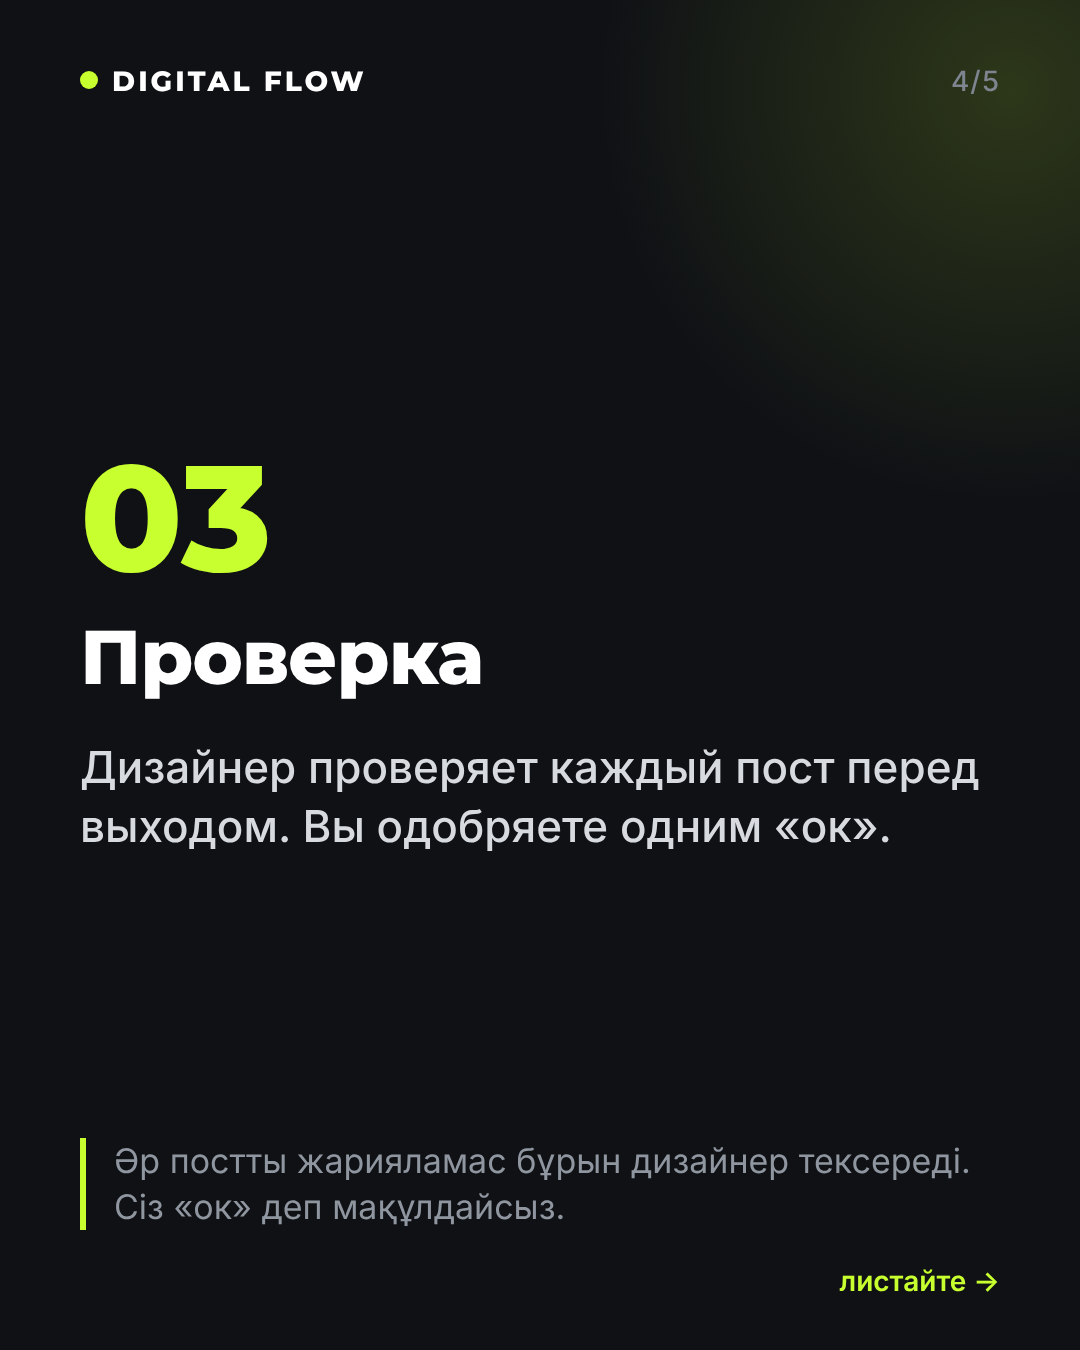 DIGITAL FLOW
4/5
03
Проверка
Дизайнер проверяет каждый пост перед
выходом. Вы одобряете одним «ок».
Әр постты жарияламас бұрын дизайнер тексереді.
Сіз «ок» деп мақұлдайсыз.
листайте →